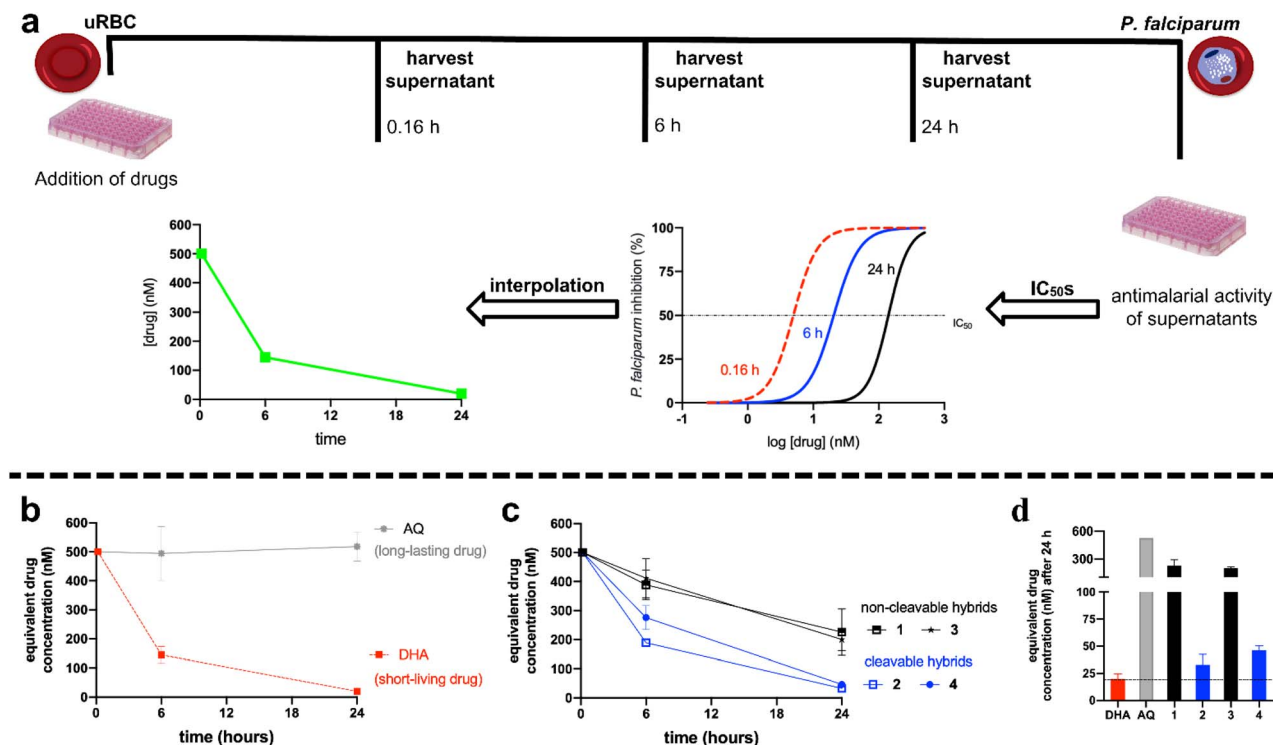 a
uRBC
P. falciparum
harvest
supernatant
0.16 h
harvest
supernatant
6 h
harvest
supernatant
24 h
Addition of drugs
600
500
400
300
200
100
0
0
6
12
18
24
[drug] (nM)
time
interpolation
100
75
50
25
0
-1
0
1
2
3
P. falciparum inhibition (%)
log [drug] (nM)
24 h
6 h
0.16 h
IC50
IC50s
antimalarial activity
of supernatants
b
600
500
400
300
200
100
0
0
6
12
18
24
equivalent drug
concentration (nM)
time (hours)
AQ
(long-lasting drug)
DHA
(short-living drug)
c
600
500
400
300
200
100
0
0
6
12
18
24
equivalent drug
concentration (nM)
time (hours)
non-cleavable hybrids
1
3
cleavable hybrids
2
4
d
600
300
100
75
50
25
0
equivalent drug
concentration (nM) after 24 h
DHA
AQ
1
2
3
4